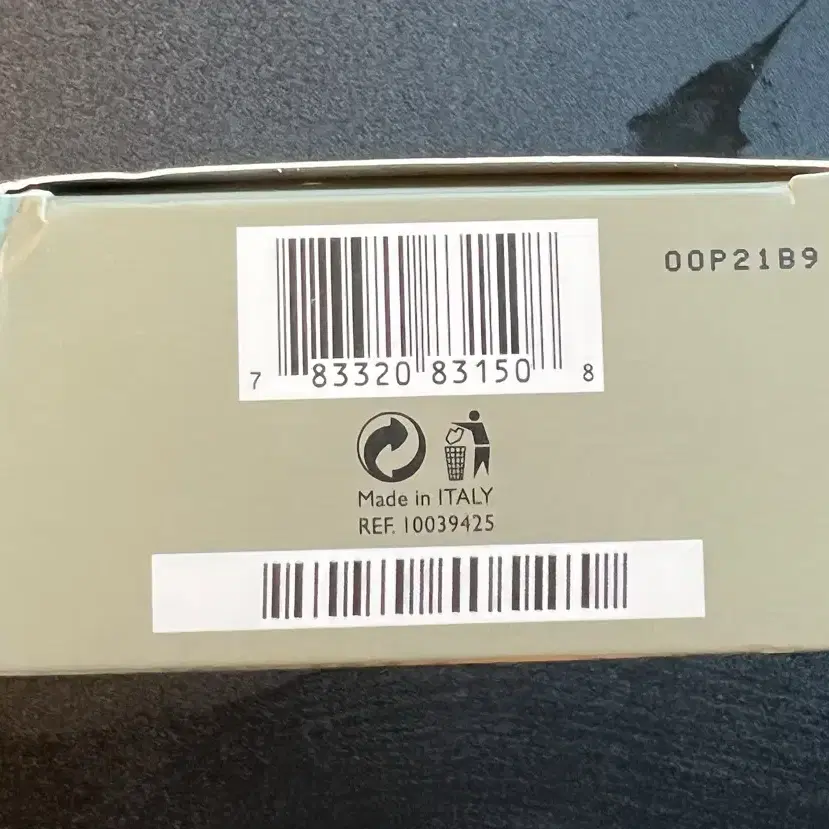 00P21B9
7 83320 83150 8
Made in ITALY
REF. 10039425